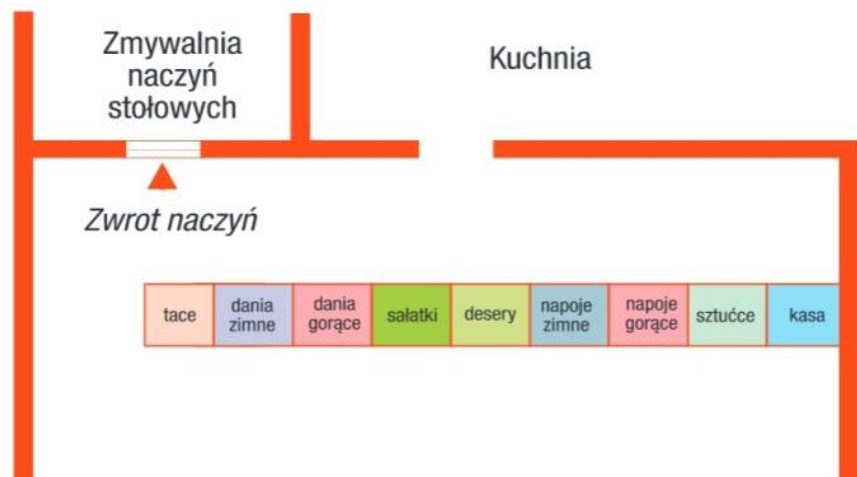 Zmywalnia
naczyń
stołowych
Kuchnia
Zwrot naczyń
tace
dania
zimne
dania
gorące
sałatki
desery
napoje
zimne
napoje
gorące
sztućce
kasa